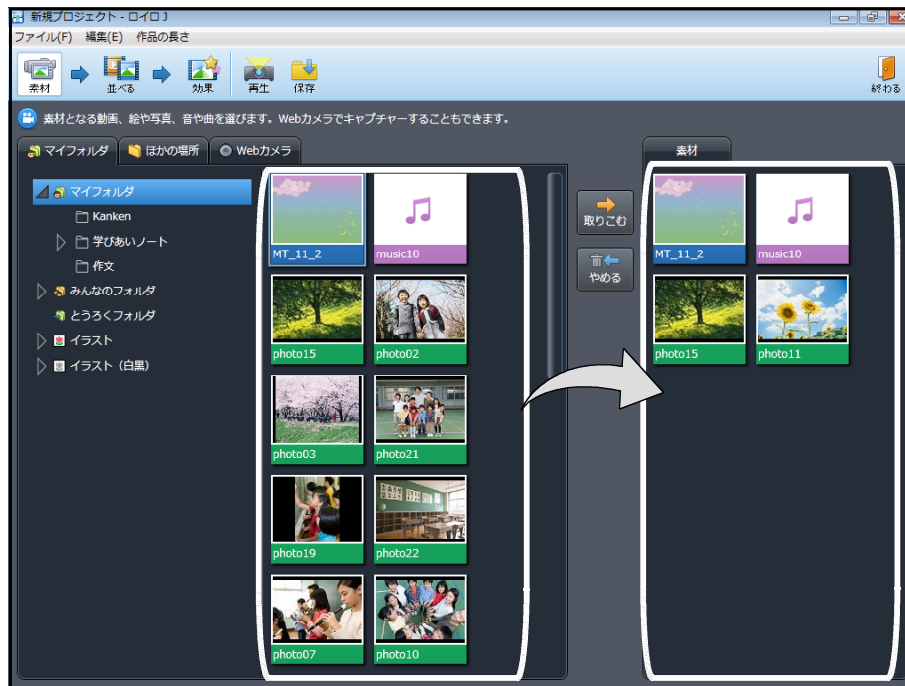 新規プロジェクト - ロイロ J
ファイル(F) 編集(E) 作品の長さ
素材 並べる 効果 再生 保存 終わる
素材となる動画、絵や写真、音や曲を選びます。Webカメラでキャプチャーすることもできます。
マイフォルダ ほかの場所 Webカメラ
マイフォルダ
Kanken
学びあいノート
作文
みんなのフォルダ
とうろくフォルダ
イラスト
イラスト（白黒）
MT_11_2 music10
photo15 photo02
photo03 photo21
photo19 photo22
photo07 photo10
取りこむ
やめる
素材
MT_11_2 music10
photo15 photo11